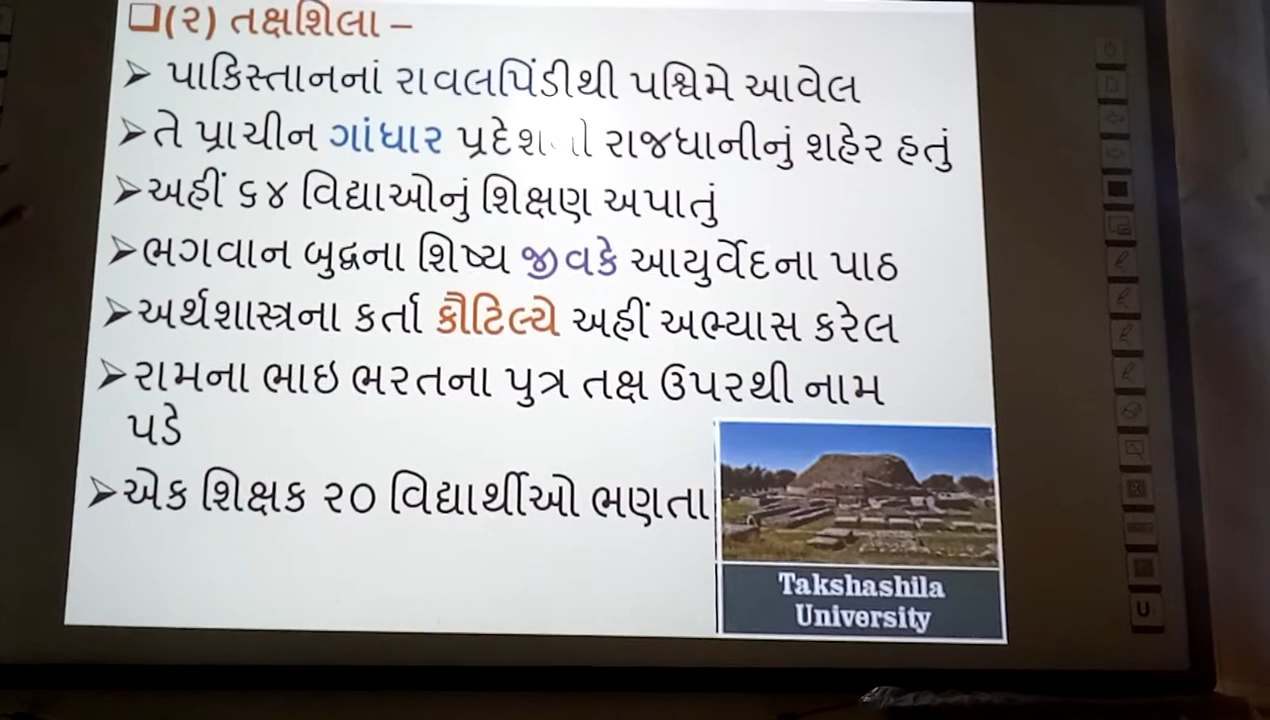 ❑(૨) તક્ષશિલા –
➢ પાકિસ્તાનનાં રાવલપિંડીથી પશ્ચિમે આવેલ
➢તે પ્રાચીન ગાંધાર પ્રદેશની રાજધાનીનું શહેર હતું
➢અહીં ૬૪ વિદ્યાઓનું શિક્ષણ અપાતું
➢ભગવાન બુદ્ધના શિષ્ય જીવકે આયુર્વેદના પાઠ
➢અર્થશાસ્ત્રના કર્તા કૌટિલ્યે અહીં અભ્યાસ કરેલ
➢રામના ભાઇ ભરતના પુત્ર તક્ષ ઉપરથી નામ
પડે
➢એક શિક્ષક ૨૦ વિદ્યાર્થીઓ ભણતા
Takshashila
University
U